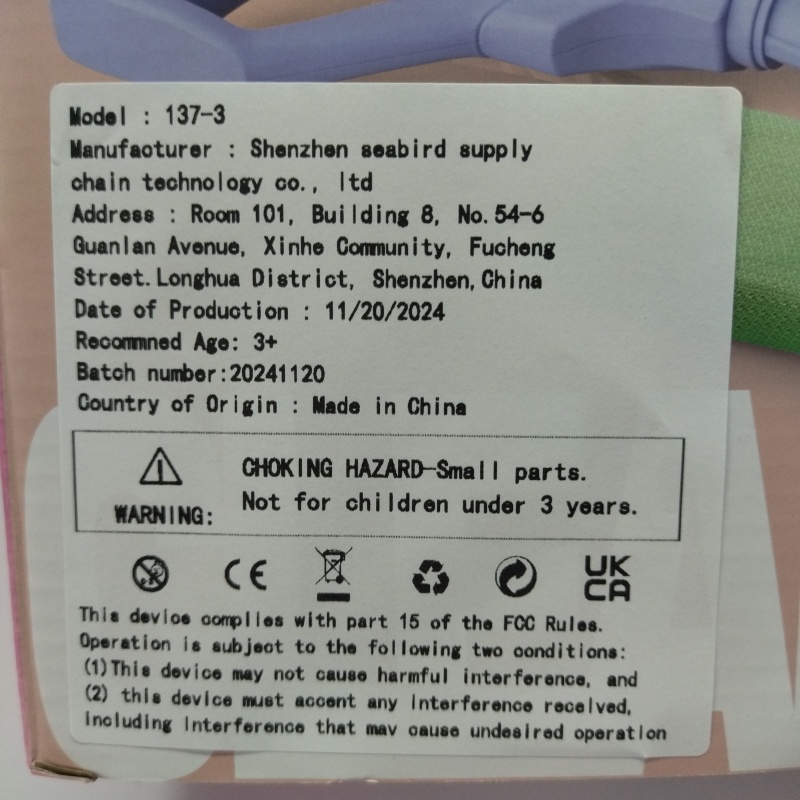 Model : 137-3
Manufacturer : Shenzhen seabird supply
chain technology co., ltd
Address : Room 101, Building 8, No.54-6
Guanlan Avenue, Xinhe Community, Fucheng
Street.Longhua District, Shenzhen,China
Date of Production : 11/20/2024
Recommned Age: 3+
Batch number:20241120
Country of Origin : Made in China
CHOKING HAZARD-Small parts.
WARNING: Not for children under 3 years.
CE
UK
CA
This device complies with part 15 of the FCC Rules.
Operation is subject to the following two conditions:
(1)This device may not cause harmful interference, and
(2) this device must accent any interference received,
including interference that mav cause undesired operation